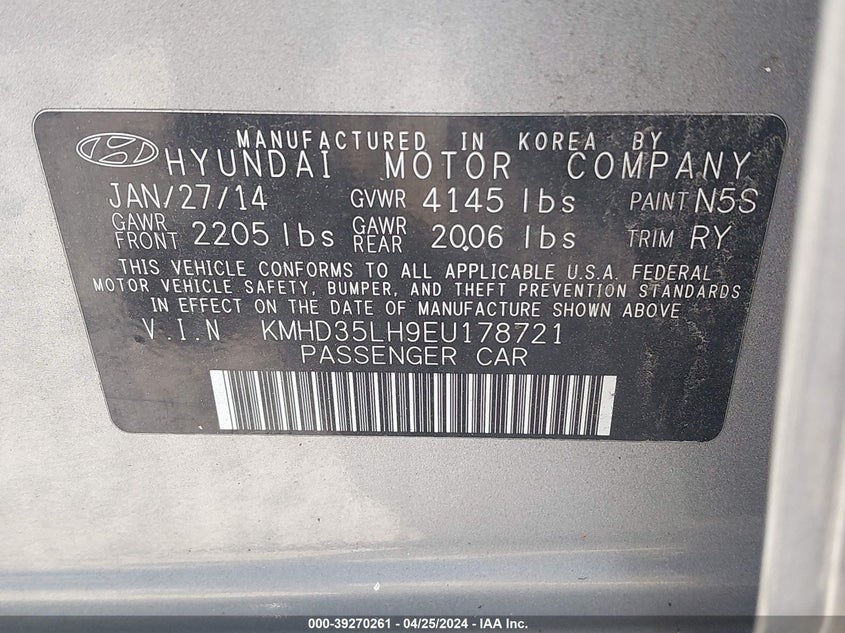 MANUFACTURED IN KOREA BY
HYUNDAI MOTOR COMPANY
JAN/27/14 GVWR 4145 lbs PAINT N5S
GAWR FRONT 2205 lbs GAWR REAR 2006 lbs TRIM RY
THIS VEHICLE CONFORMS TO ALL APPLICABLE U.S.A. FEDERAL
MOTOR VEHICLE SAFETY, BUMPER, AND THEFT PREVENTION STANDARDS
IN EFFECT ON THE DATE OF MANUFACTURE SHOWN ABOVE
V.I.N KMHD35LH9EU178721
PASSENGER CAR
000-39270261 - 04/25/2024 - IAA Inc.